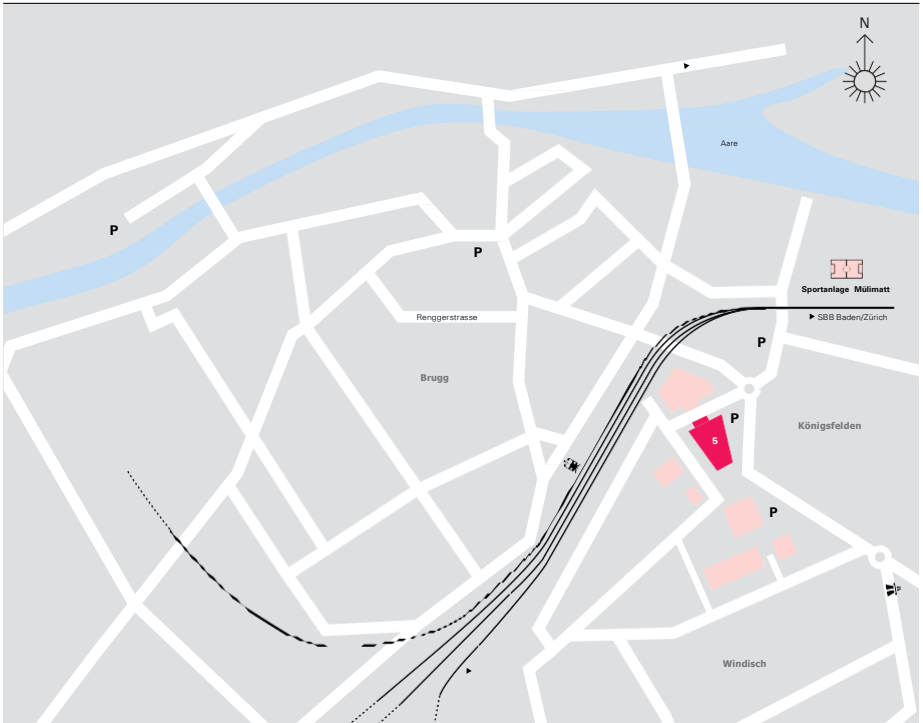 N
Aare
P
P
Sportanlage Mülimatt
Renggerstrasse
SBB Baden/Zürich
P
Brugg
P
Königsfelden
5
P
Windisch